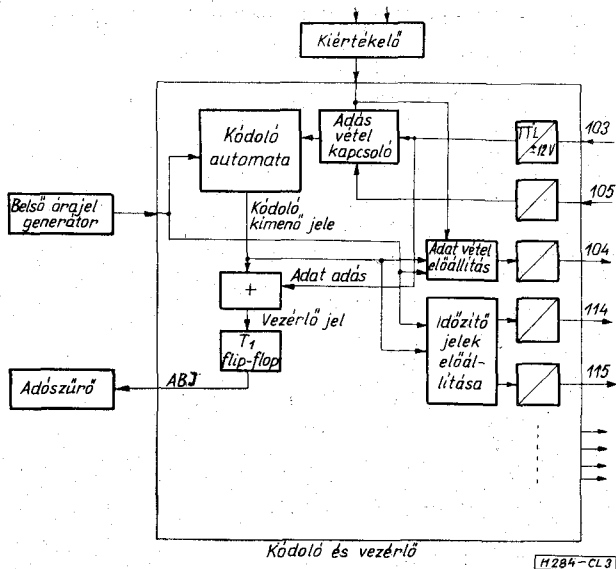 Kiértékelő
Kódoló
automata
Adás
vétel
kapcsoló
TTL
±12V
103
105
Belső órajel
generátor
Kódoló
kimenő jele
Adat vétel
előállítás
104
Adat adás
+
Vezérlő jel
T1
flip-flop
Időzítő
jelek
előál-
lítása
114
115
Adószűrő
ABJ
Kódoló és vezérlő
H284-CL3